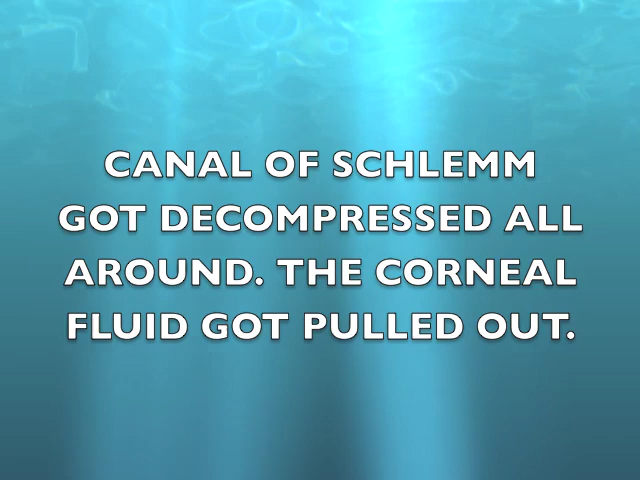 CANAL OF SCHLEMM
GOT DECOMPRESSED ALL
AROUND. THE CORNEAL
FLUID GOT PULLED OUT.